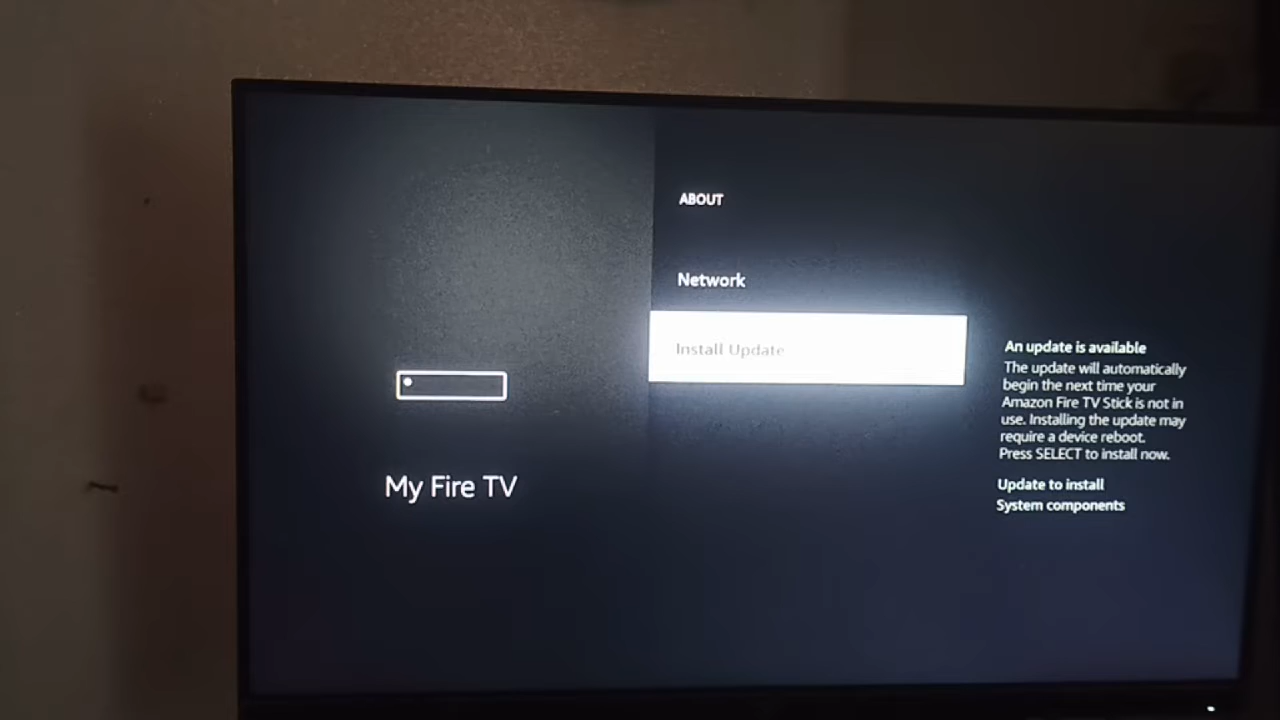 ABOUT
Network
Install Update
My Fire TV
An update is available
The update will automatically
begin the next time your
Amazon Fire TV Stick is not in
use. Installing the update may
require a device reboot.
Press SELECT to install now.
Update to install
System components